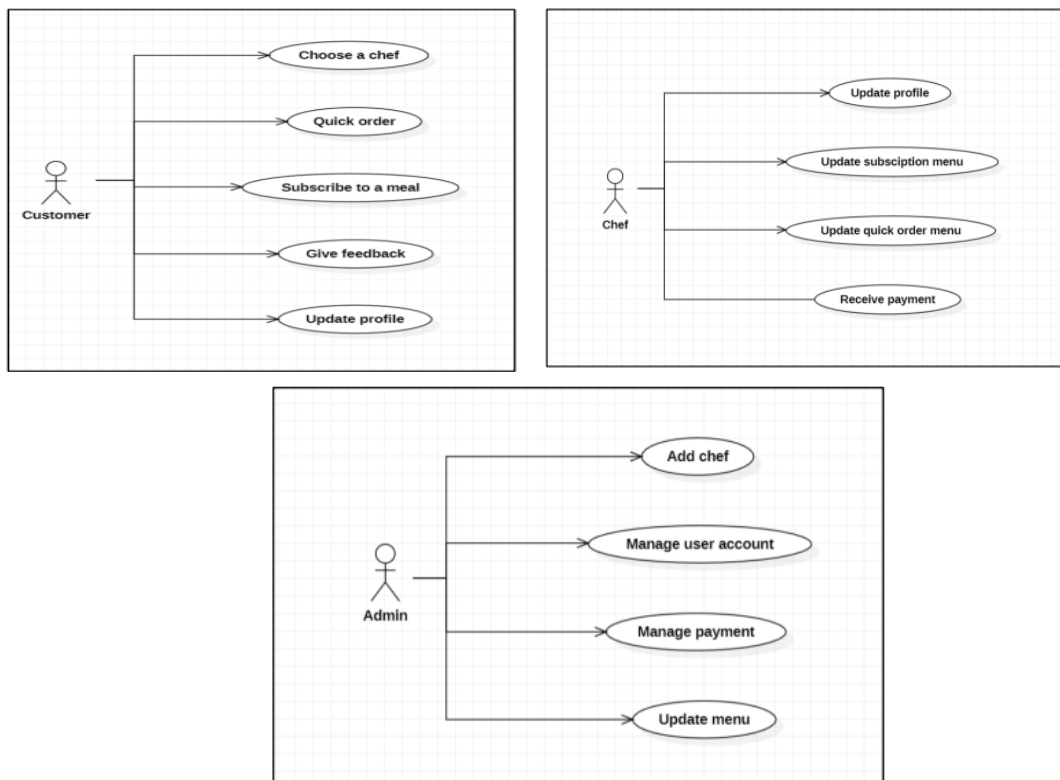 Choose a chef
Quick order
Subscribe to a meal
Customer
Give feedback
Update profile
Update profile
Update subsciption menu
Chef
Update quick order menu
Receive payment
Add chef
Manage user account
Admin
Manage payment
Update menu